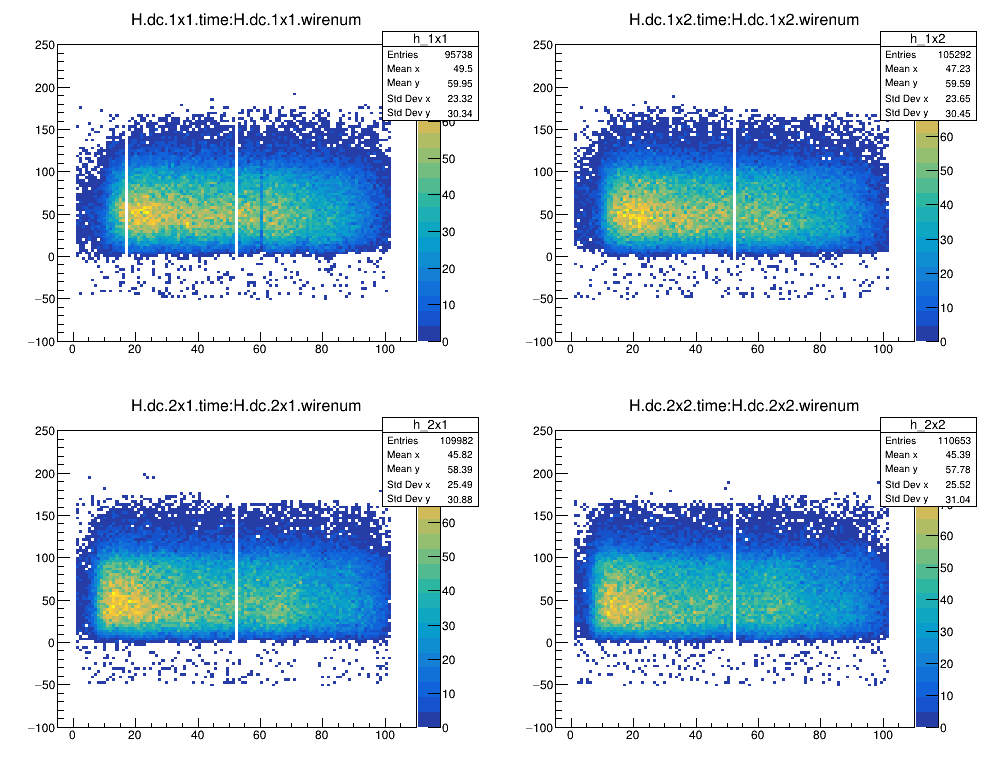 H.dc.1x1.time:H.dc.1x1.wirenum
h_1x1
Entries 95738
Mean x 49.5
Mean y 59.95
Std Dev x 23.32
Std Dev y 30.34
250
200
150
100
50
0
−50
−100
0 20 40 60 80 100
60
50
40
30
20
10
0
H.dc.1x2.time:H.dc.1x2.wirenum
h_1x2
Entries 105292
Mean x 47.23
Mean y 59.59
Std Dev x 23.65
Std Dev y 30.45
250
200
150
100
50
0
−50
−100
0 20 40 60 80 100
60
50
40
30
20
10
0
H.dc.2x1.time:H.dc.2x1.wirenum
h_2x1
Entries 109982
Mean x 45.82
Mean y 58.39
Std Dev x 25.49
Std Dev y 30.88
250
200
150
100
50
0
−50
−100
0 20 40 60 80 100
60
50
40
30
20
10
0
H.dc.2x2.time:H.dc.2x2.wirenum
h_2x2
Entries 110653
Mean x 45.39
Mean y 57.78
Std Dev x 25.52
Std Dev y 31.04
250
200
150
100
50
0
−50
−100
0 20 40 60 80 100
70
60
50
40
30
20
10
0